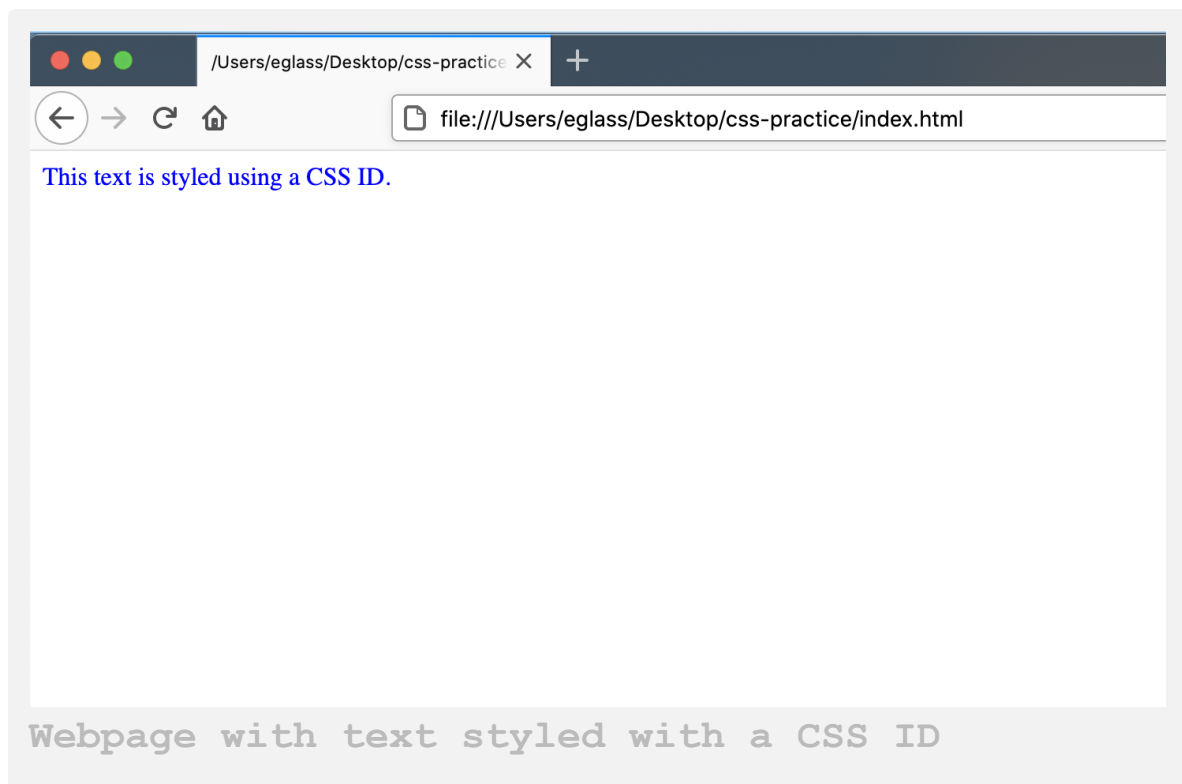 /Users/eglass/Desktop/css-practice
file:///Users/eglass/Desktop/css-practice/index.html
This text is styled using a CSS ID.
Webpage with text styled with a CSS ID